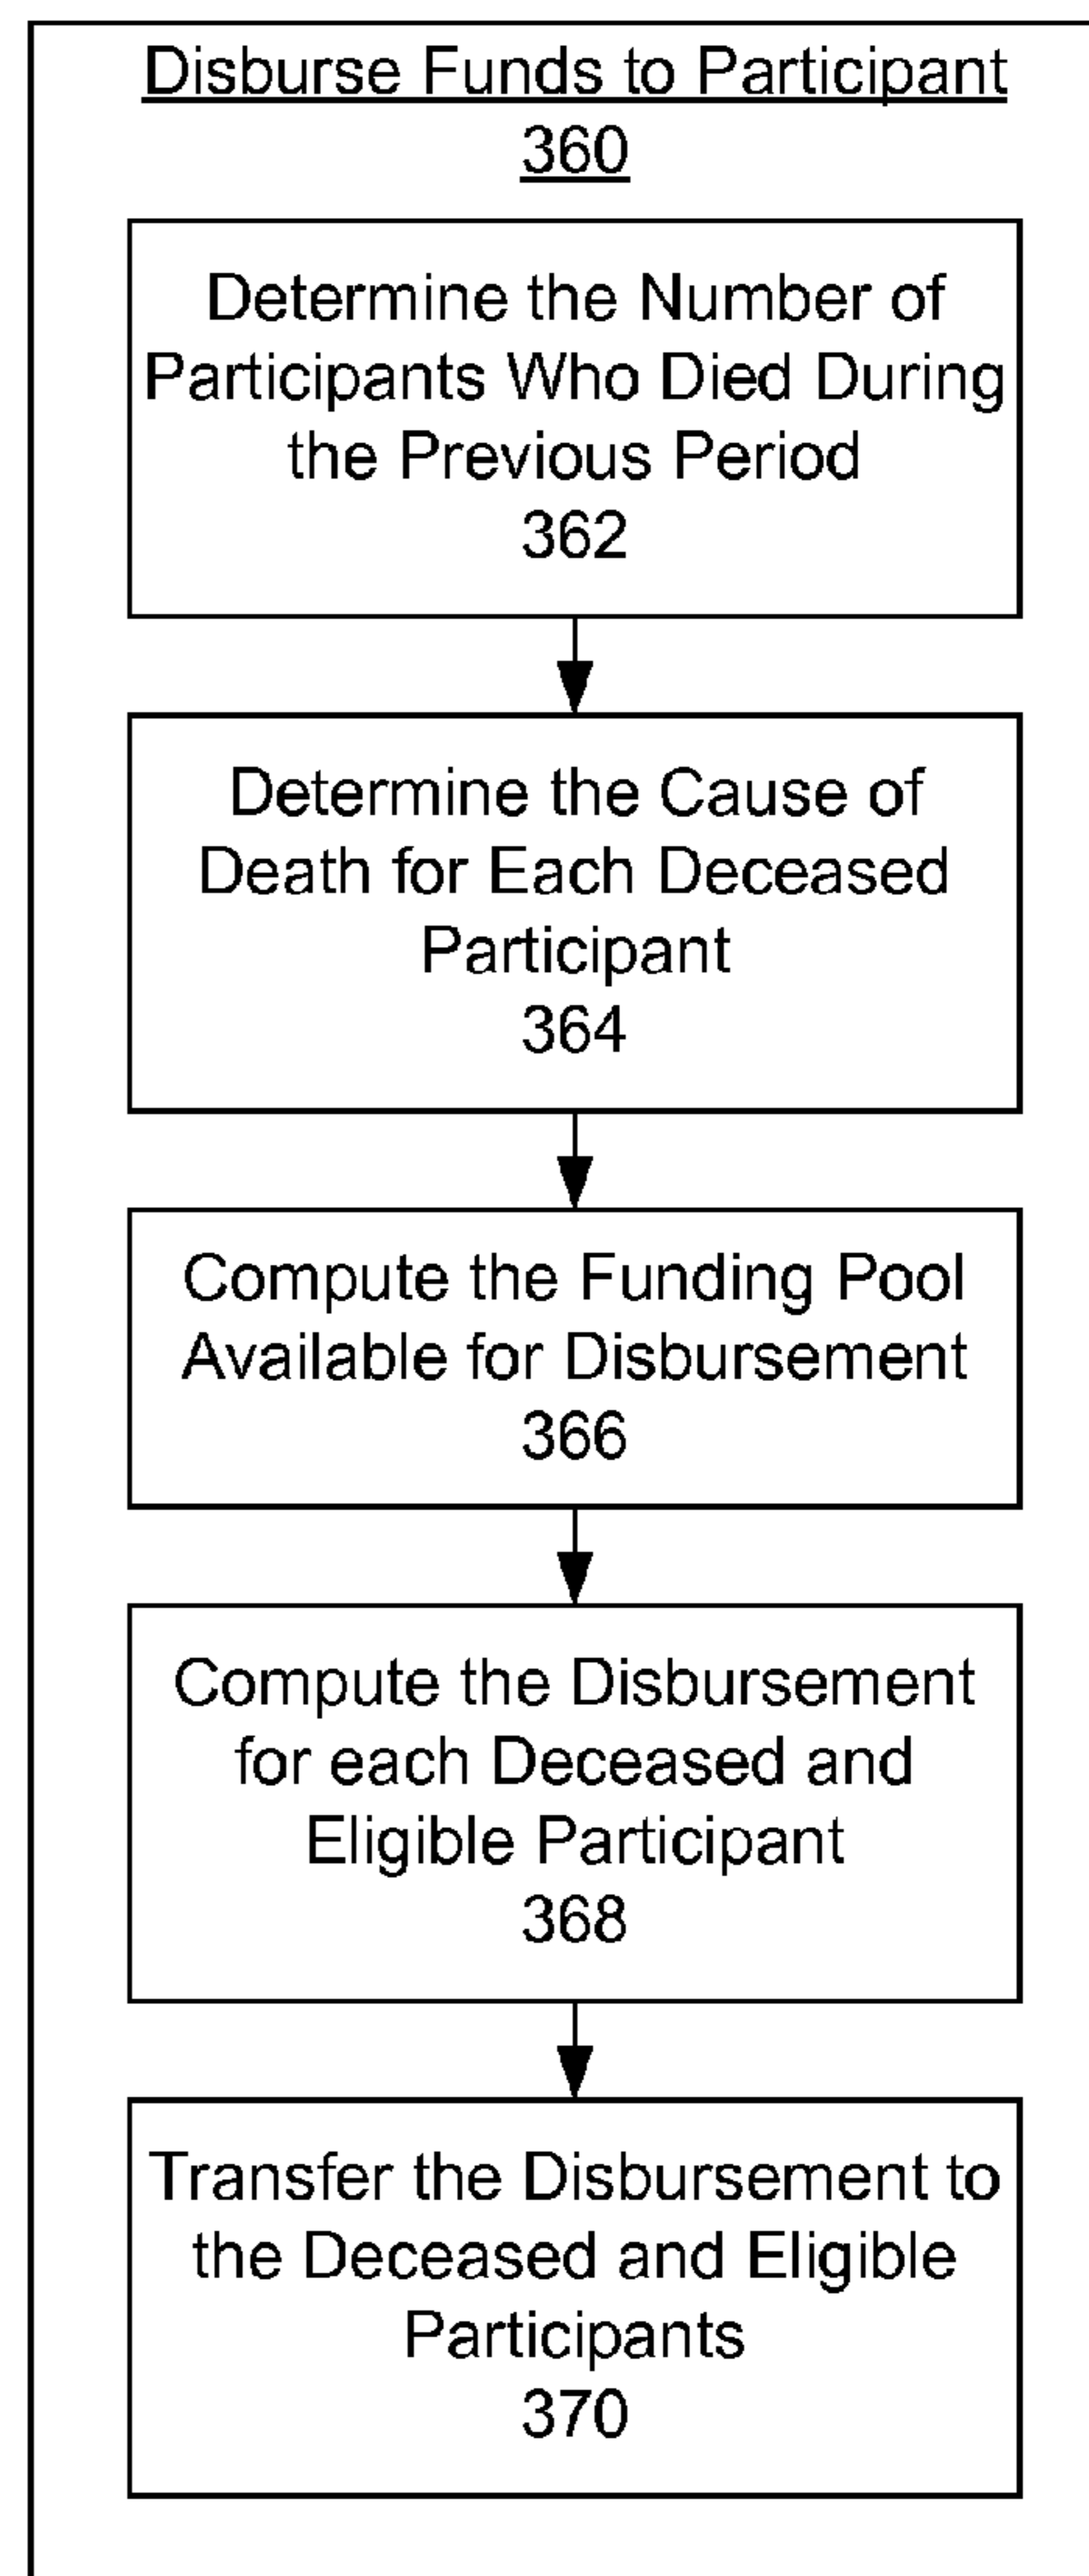 Disburse Funds to Participant
360
Determine the Number of
Participants Who Died During
the Previous Period
362
Determine the Cause of
Death for Each Deceased
Participant
364
Compute the Funding Pool
Available for Disbursement
366
Compute the Disbursement
for each Deceased and
Eligible Participant
368
Transfer the Disbursement to
the Deceased and Eligible
Participants
370